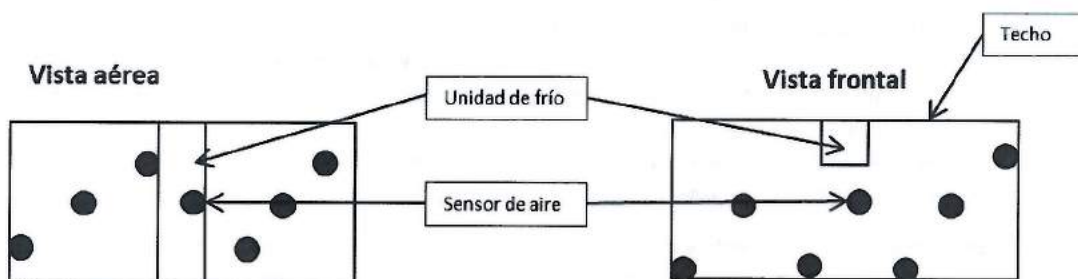 Techo
Vista aérea
Vista frontal
Unidad de frío
Sensor de aire